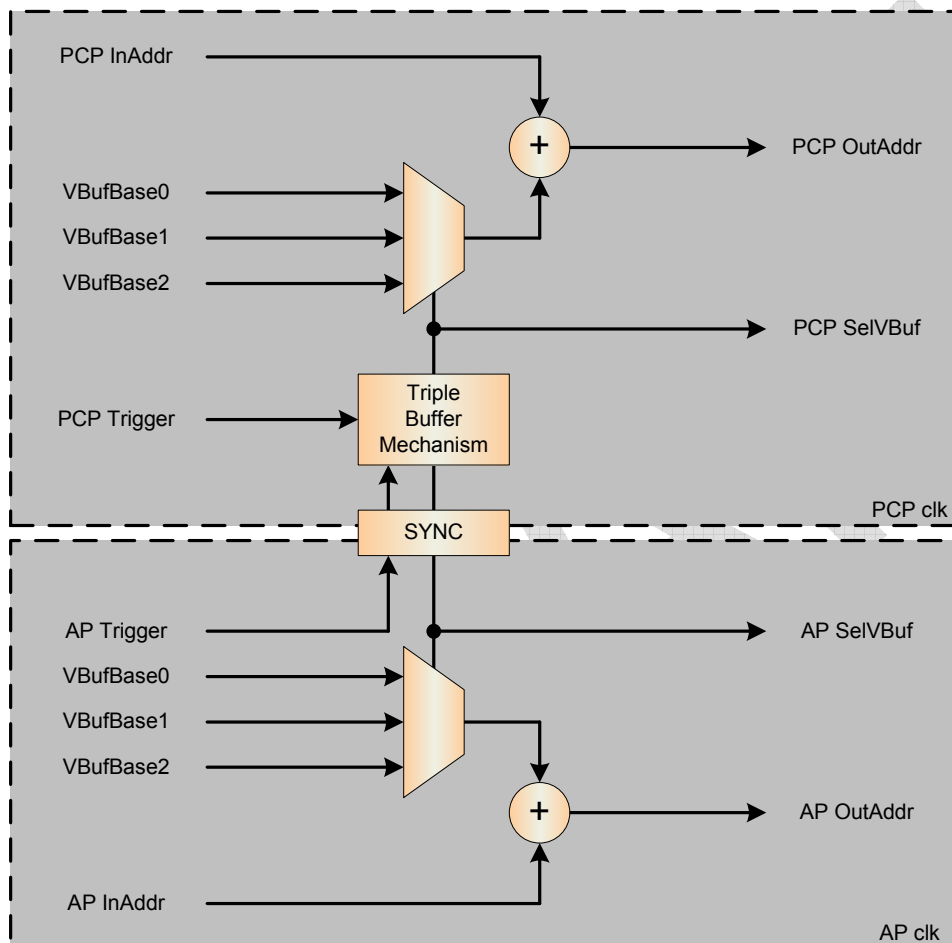 PCP InAddr
+
PCP OutAddr
VBufBase0
VBufBase1
VBufBase2
PCP SelVBuf
PCP Trigger
Triple
Buffer
Mechanism
PCP clk
SYNC
AP Trigger
AP SelVBuf
VBufBase0
VBufBase1
VBufBase2
+
AP OutAddr
AP InAddr
AP clk